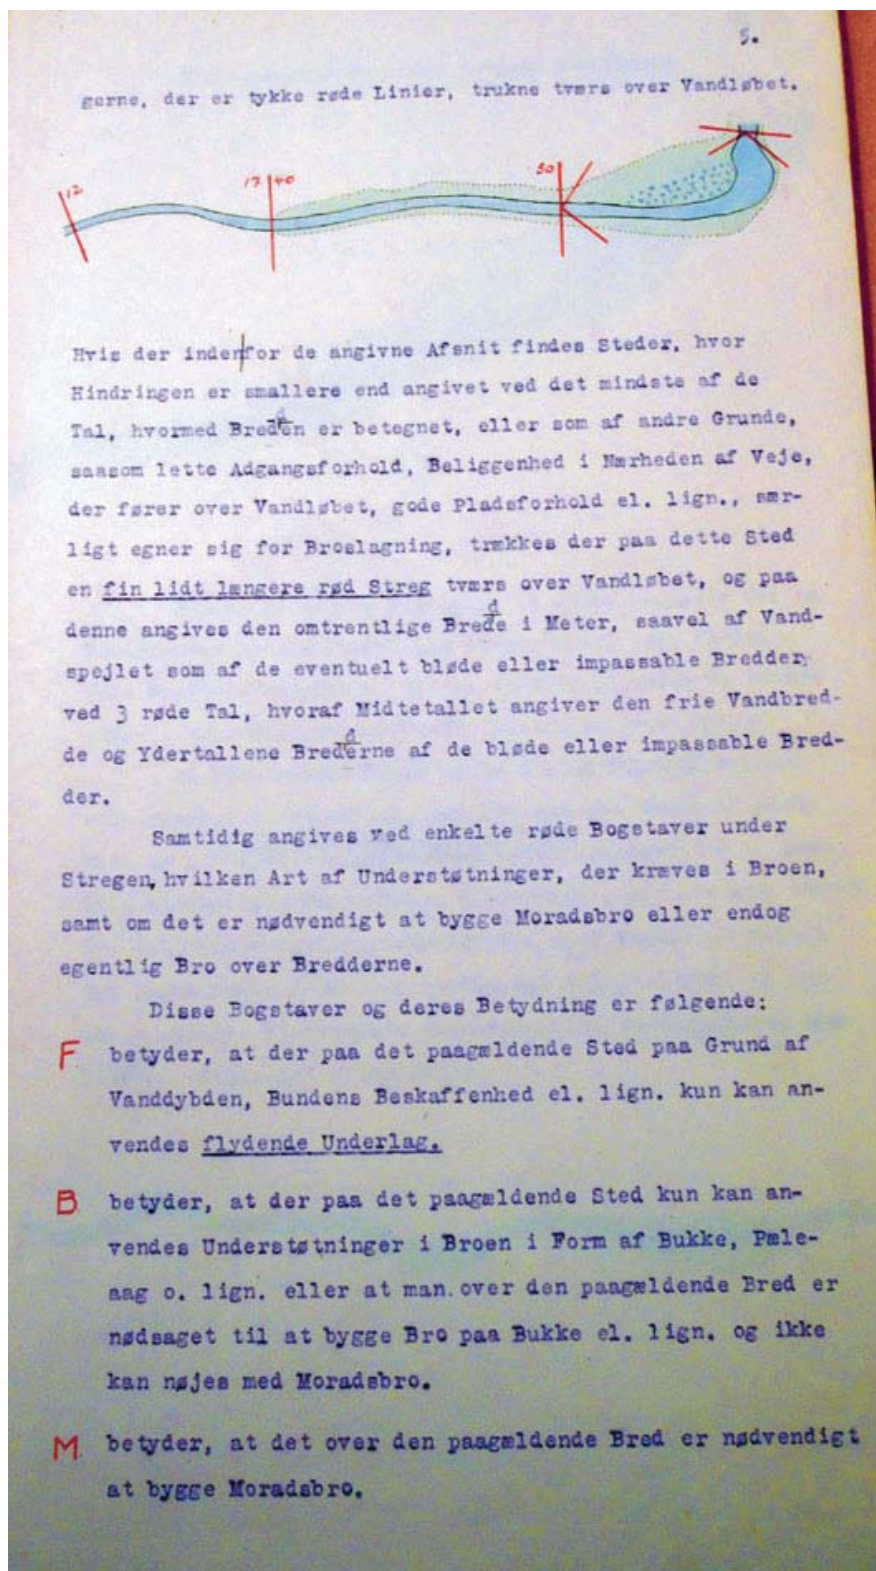 5.
gerne, der er tykke røde Linier, trukne tværs over Vandløbet.
12
17 40
50
Hvis der indenfor de angivne Afsnit findes Steder, hvor
Hindringen er smallere end angivet ved det mindste af de
Tal, hvormed Bredden er betegnet, eller som af andre Grunde,
saasom lette Adgangsforhold, Beliggenhed i Nærheden af Veje,
der fører over Vandløbet, gode Pladsforhold el. lign., sær-
ligt egner sig for Broslagning, trækkes der paa dette Sted
en fin lidt længere rød Streg tværs over Vandløbet, og paa
denne angives den omtrentlige Bredde i Meter, saavel af Vand-
spejlet som af de eventuelt bløde eller impassable Bredder,
ved 3 røde Tal, hvoraf Midtetallet angiver den frie Vandbred-
de og Ydertallene Bredderne af de bløde eller impassable Bred-
der.
Samtidig angives ved enkelte røde Bogstaver under
Stregen, hvilken Art af Understøtninger, der kræves i Broen,
samt om det er nødvendigt at bygge Moradsbro eller endog
egentlig Bro over Bredderne.
Disse Bogstaver og deres Betydning er følgende:
F betyder, at der paa det paagældende Sted paa Grund af
Vanddybden, Bundens Beskaffenhed el. lign. kun kan an-
vendes flydende Underlag.
B betyder, at der paa det paagældende Sted kun kan an-
vendes Understøtninger i Broen i Form af Bukke, Pæle-
aag o. lign. eller at man over den paagældende Bred er
nødsaget til at bygge Bro paa Bukke el. lign. og ikke
kan nøjes med Moradsbro.
M betyder, at det over den paagældende Bred er nødvendigt
at bygge Moradsbro.